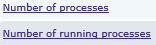 Number of processes
Number of running processes